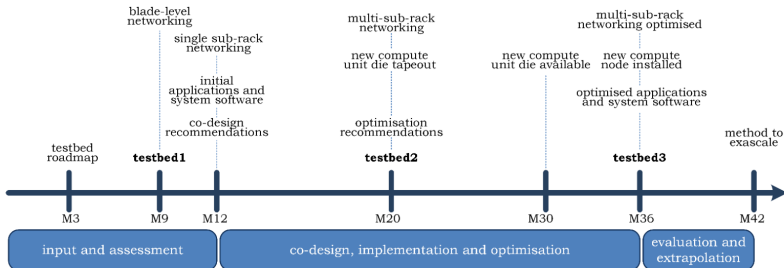 blade-level
networking
single sub-rack
networking
initial
applications and
system software
co-design
recommendations
multi-sub-rack
networking
new compute
unit die tapeout
optimisation
recommendations
new compute
unit die available
multi-sub-rack
networking optimised
new compute
node installed
optimised applications
and system software
method to
exascale
testbed
roadmap
testbed1
testbed2
testbed3
M3
M9
M12
M20
M30
M36
M42
input and assessment
co-design, implementation and optimisation
evaluation and
extrapolation